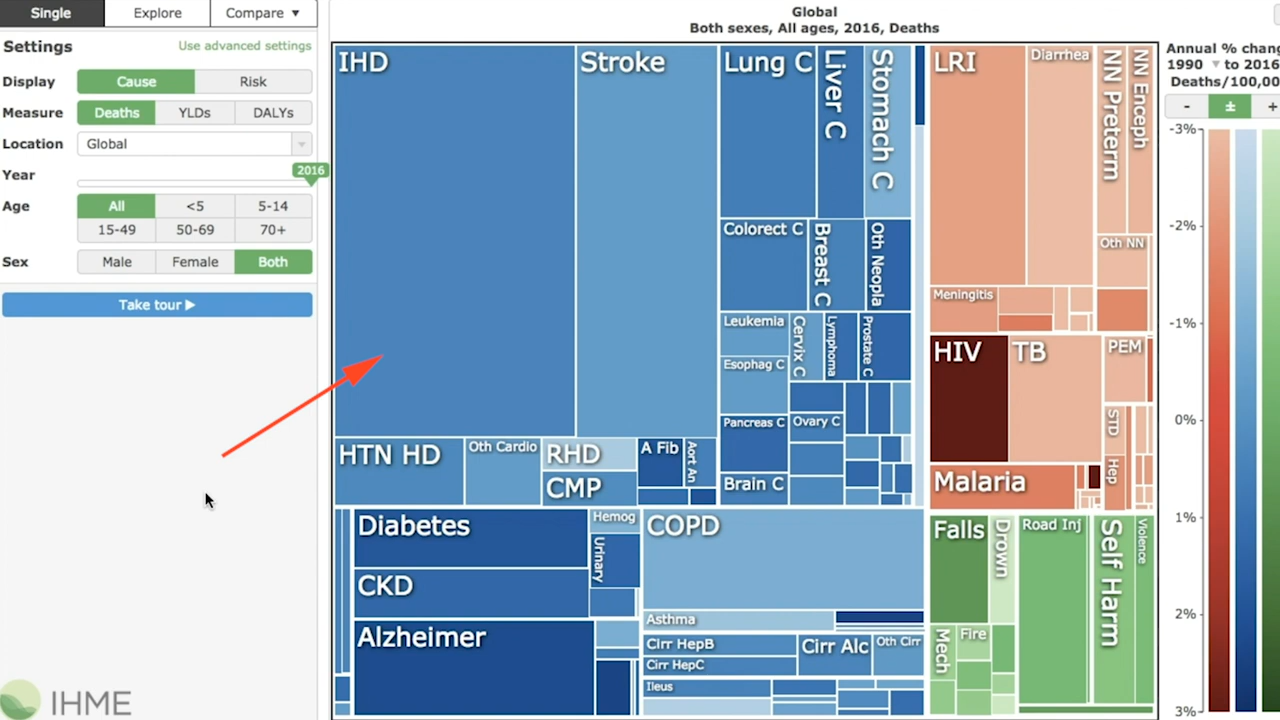 Single
Explore
Compare ▼
Settings
Use advanced settings
Display
Cause
Risk
Measure
Deaths
YLDs
DALYs
Location
Global
Year
2016
Age
All
<5
5-14
15-49
50-69
70+
Sex
Male
Female
Both
Take tour ▶
IHME
Global
Both sexes, All ages, 2016, Deaths
IHD
Stroke
Lung C
Liver C
Stomach C
Colorect C
Breast C
Oth Neopla
Leukemia
Cervix C
Lymphoma
Prostate C
Esophag C
Pancreas C
Ovary C
Brain C
HTN HD
Oth Cardio
RHD
CMP
A Fib
Aort An
Diabetes
Hemog
Urinary
CKD
Alzheimer
COPD
Asthma
Cirr HepB
Cirr HepC
Cirr Alc
Oth Cirr
Ileus
LRI
Diarrhea
NN Preterm
NN Enceph
Oth NN
Meningitis
HIV
TB
PEM
STD
Hep
Malaria
Falls
Drown
Road Inj
Self Harm
Violence
Mech
Fire
Annual % chang
1990 ▼ to 2016
Deaths/100,00
-
±
+
-3%
-2%
-1%
0%
1%
2%
3%